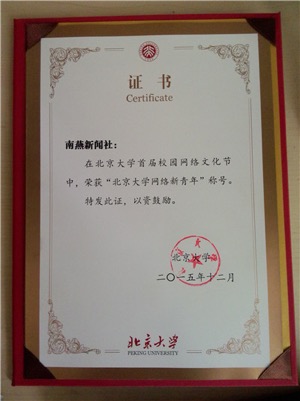 证书
Certificate
南燕新闻社:
在北京大学首届校园网络文化节
中,荣获“北京大学网络新青年”称号。
特发此证,以资鼓励。
北京大学
二〇一五年十二月
北京大学
PEKING UNIVERSITY